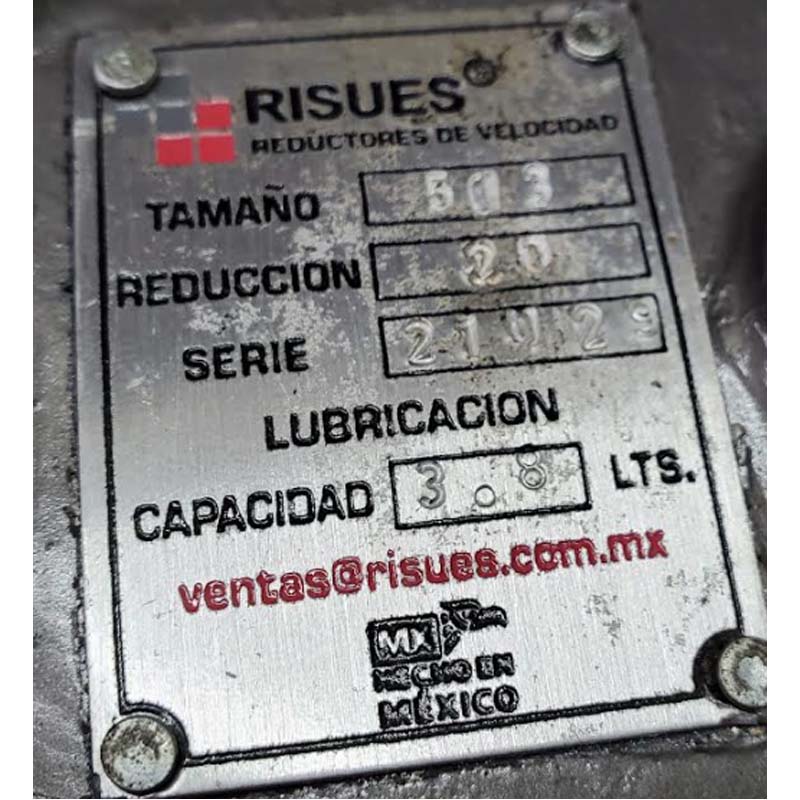 RISUES®
REDUCTORES DE VELOCIDAD
TAMAÑO 503
REDUCCION 20
SERIE 21029
LUBRICACION
CAPACIDAD 3.8 LTS.
ventas@risues.com.mx
MX
HECHO EN
MÉXICO